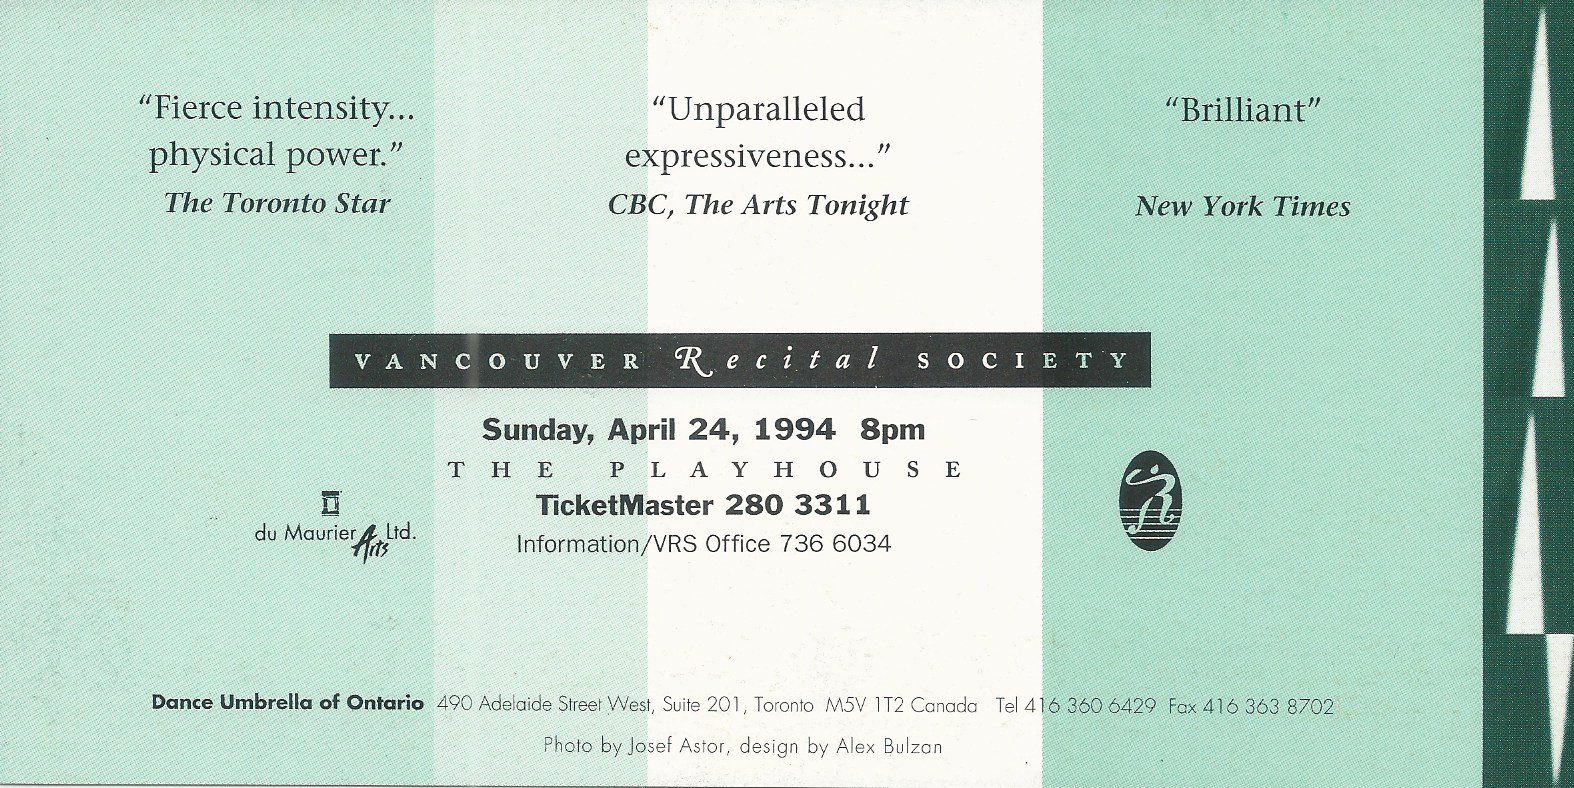 “Fierce intensity...
physical power.”
The Toronto Star
“Unparalleled
expressiveness...”
CBC, The Arts Tonight
“Brilliant”
New York Times
VANCOUVER Recital SOCIETY
Sunday, April 24, 1994 8pm
THE PLAYHOUSE
TicketMaster 280 3311
Information/VRS Office 736 6034
du Maurier Arts Ltd.
Dance Umbrella of Ontario 490 Adelaide Street West, Suite 201, Toronto M5V 1T2 Canada Tel 416 360 6429 Fax 416 363 8702
Photo by Josef Astor, design by Alex Bulzan